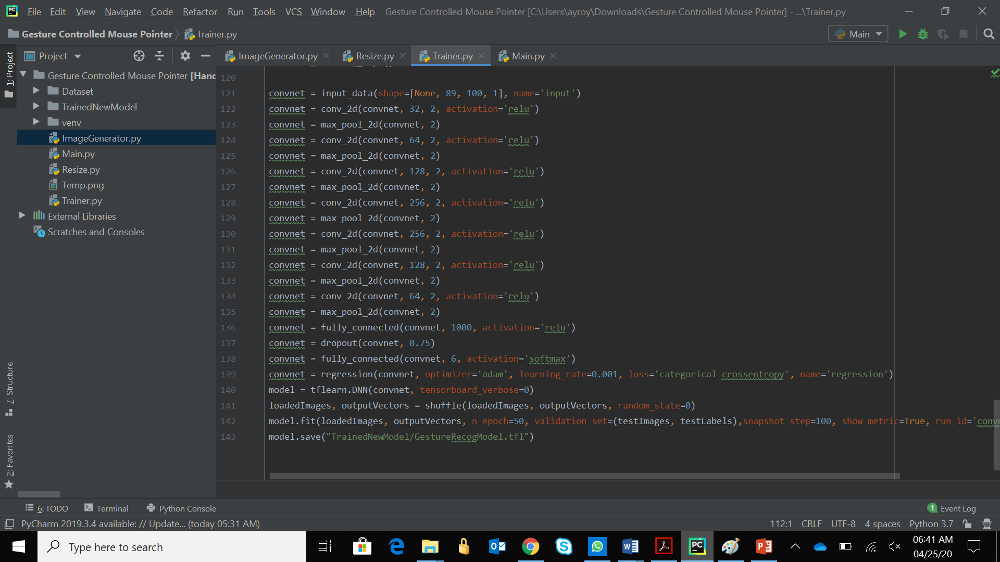 File Edit View Navigate Code Refactor Run Tools VCS Window Help Gesture Controlled Mouse Pointer [C:\Users\ayroy\Downloads\Gesture Controlled Mouse Pointer] - ...\Trainer.py
Gesture Controlled Mouse Pointer Trainer.py Main
1: Project
Project
ImageGenerator.py Resize.py Trainer.py Main.py
Gesture Controlled Mouse Pointer [Hand
Dataset
TrainedNewModel
venv
ImageGenerator.py
Main.py
Resize.py
Temp.png
Trainer.py
External Libraries
Scratches and Consoles
7: Structure
2: Favorites
120
121 convnet = input_data(shape=[None, 89, 100, 1], name='input')
122 convnet = conv_2d(convnet, 32, 2, activation='relu')
123 convnet = max_pool_2d(convnet, 2)
124 convnet = conv_2d(convnet, 64, 2, activation='relu')
125 convnet = max_pool_2d(convnet, 2)
126 convnet = conv_2d(convnet, 128, 2, activation='relu')
127 convnet = max_pool_2d(convnet, 2)
128 convnet = conv_2d(convnet, 256, 2, activation='relu')
129 convnet = max_pool_2d(convnet, 2)
130 convnet = conv_2d(convnet, 256, 2, activation='relu')
131 convnet = max_pool_2d(convnet, 2)
132 convnet = conv_2d(convnet, 128, 2, activation='relu')
133 convnet = max_pool_2d(convnet, 2)
134 convnet = conv_2d(convnet, 64, 2, activation='relu')
135 convnet = max_pool_2d(convnet, 2)
136 convnet = fully_connected(convnet, 1000, activation='relu')
137 convnet = dropout(convnet, 0.75)
138 convnet = fully_connected(convnet, 6, activation='softmax')
139 convnet = regression(convnet, optimizer='adam', learning_rate=0.001, loss='categorical_crossentropy', name='regression')
140 model = tflearn.DNN(convnet, tensorboard_verbose=0)
141 loadedImages, outputVectors = shuffle(loadedImages, outputVectors, random_state=0)
142 model.fit(loadedImages, outputVectors, n_epoch=50, validation_set=(testImages, testLabels),snapshot_step=100, show_metric=True, run_id='convn
143 model.save("TrainedNewModel/GestureRecogModel.tfl")
6: TODO Terminal Python Console 1 Event Log
PyCharm 2019.3.4 available: // Update... (today 05:31 AM) 112:1 CRLF UTF-8 4 spaces Python 3.7
Type here to search
06:41 AM
04/25/20